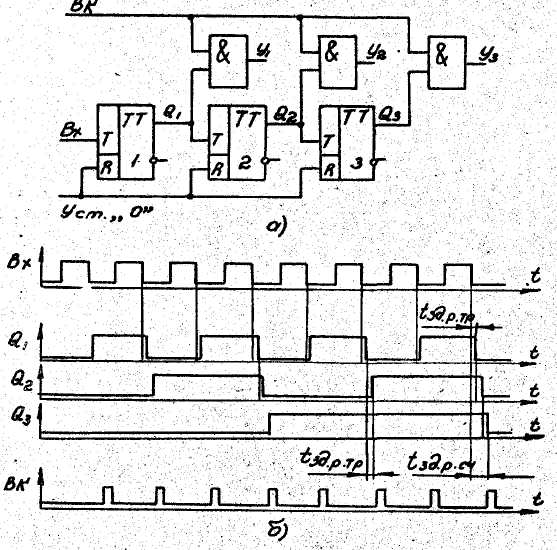 Вк
& & &
У1 У2 У3
Q1 Q2 Q3
ТТ ТТ ТТ
Вх
Т Т Т
R 1 R 2 R 3
Уст. „0"
а)
Вх t
tзд.р.тр
Q1 t
Q2 t
Q3 t
tзд.р.тр tзд.р.сч
Вк t
б)